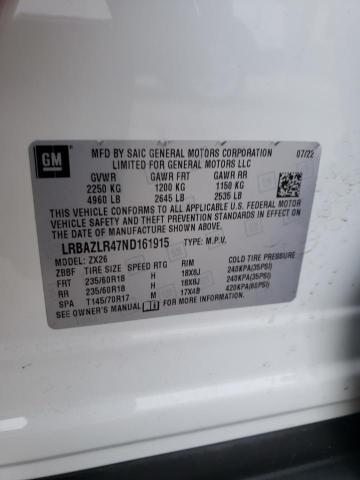 GM
MFD BY SAIC GENERAL MOTORS CORPORATION 07/22
LIMITED FOR GENERAL MOTORS LLC
GVWR GAWR FRT GAWR RR
2250 KG 1200 KG 1150 KG
4960 LB 2645 LB 2535 LB
THIS VEHICLE CONFORMS TO ALL APPLICABLE U.S. FEDERAL MOTOR
VEHICLE SAFETY, BUMPER, AND THEFT PREVENTION STANDARDS IN
EFFECT ON THE DATE OF MANUFACTURE SHOWN ABOVE.
LRBAZLR47ND161915 TYPE: M.P.V.
MODEL: ZX26
ZBBF TIRE SIZE SPEED RTG RIM COLD TIRE PRESSURE
FRT 235/60R18 H 18X8J 240KPA(35PSI)
RR 235/60R18 H 18X8J 240KPA(35PSI)
SPA T145/70R17 M 17X4B 420KPA(60PSI)
SEE OWNER'S MANUAL FOR ADDITIONAL INFORMATION.